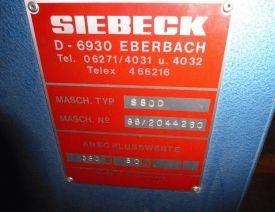 SIEBECK
D-6930 EBERBACH
Tel. 06271/4031 u. 4032
Telex 466216
MASCH. TYP S800
MASCH. Nº 88/2044280
ANSCHLUSSWERTE
380 50